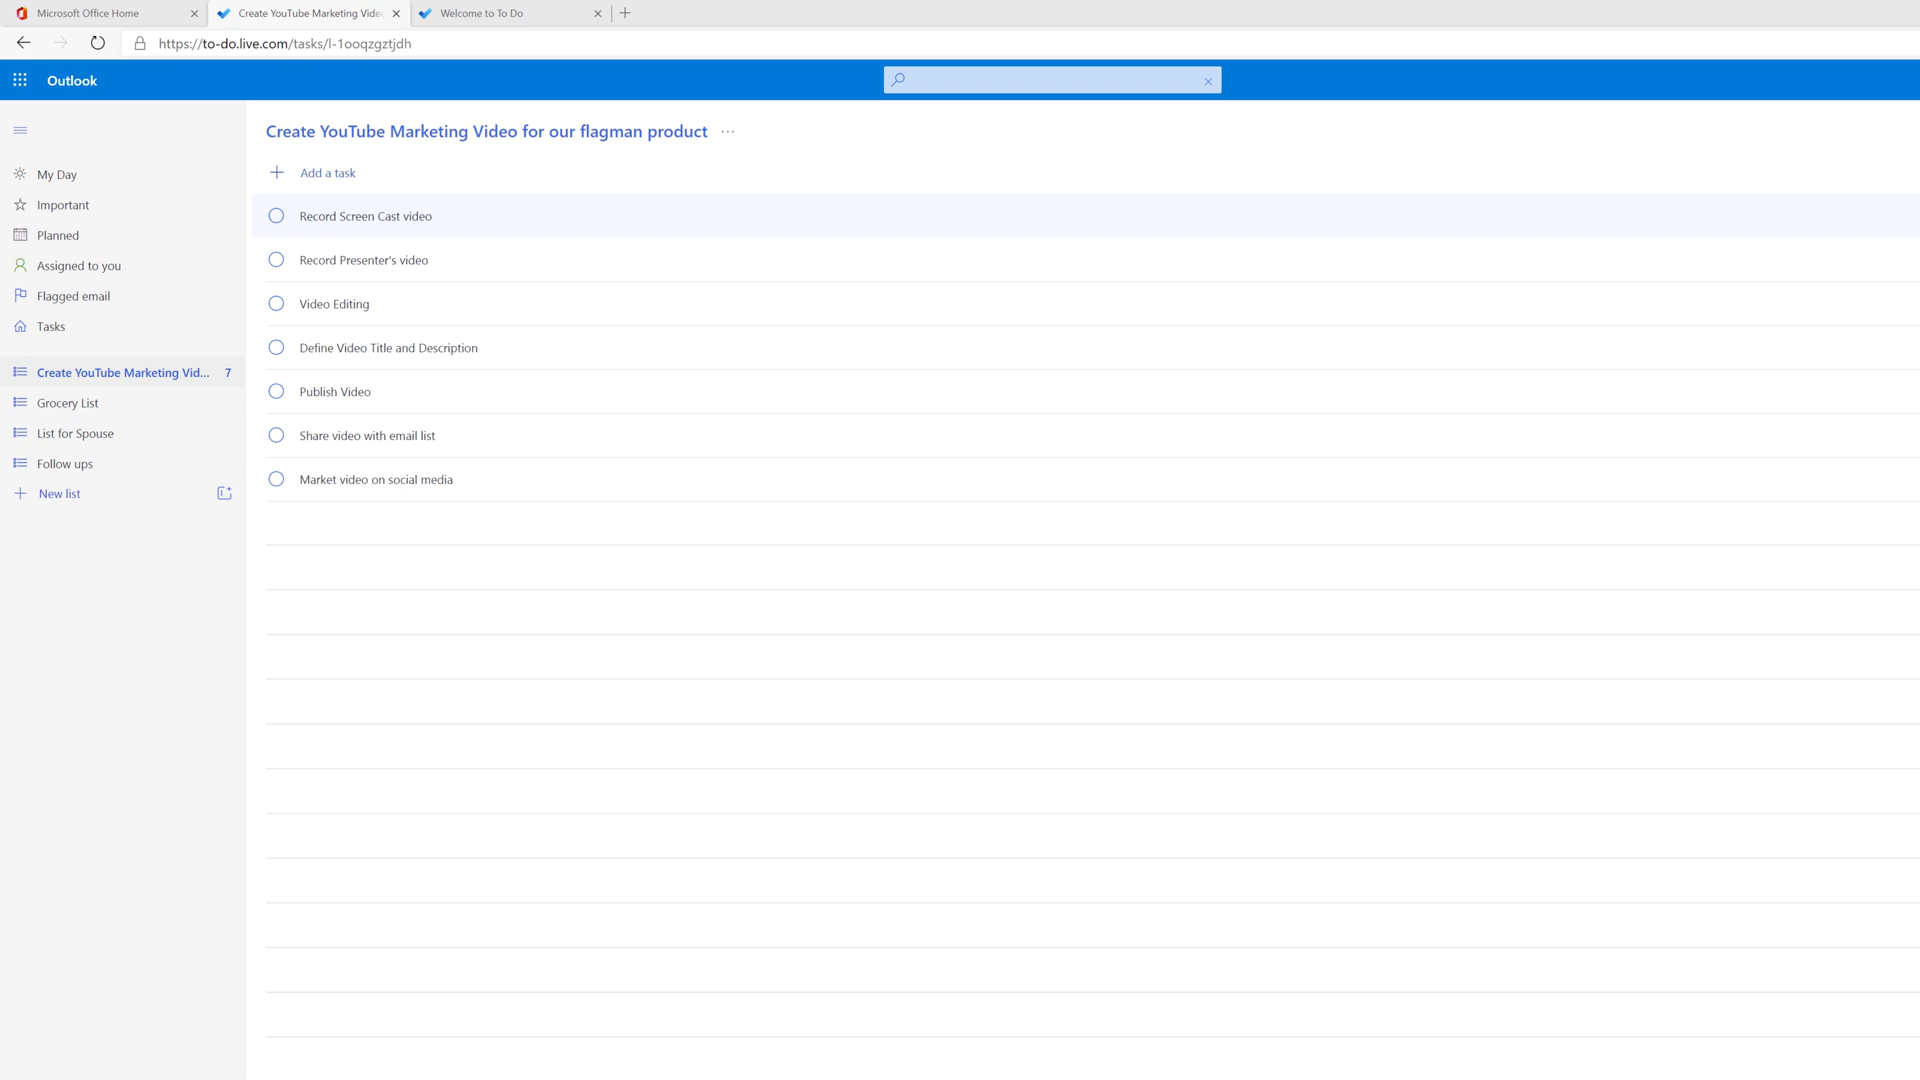 Microsoft Office Home
Create YouTube Marketing Vide
Welcome to To Do
https://to-do.live.com/tasks/l-1ooqzgztjdh
Outlook
Create YouTube Marketing Video for our flagman product
Add a task
My Day
Important
Planned
Assigned to you
Flagged email
Tasks
Create YouTube Marketing Vid... 7
Grocery List
List for Spouse
Follow ups
New list
Record Screen Cast video
Record Presenter's video
Video Editing
Define Video Title and Description
Publish Video
Share video with email list
Market video on social media